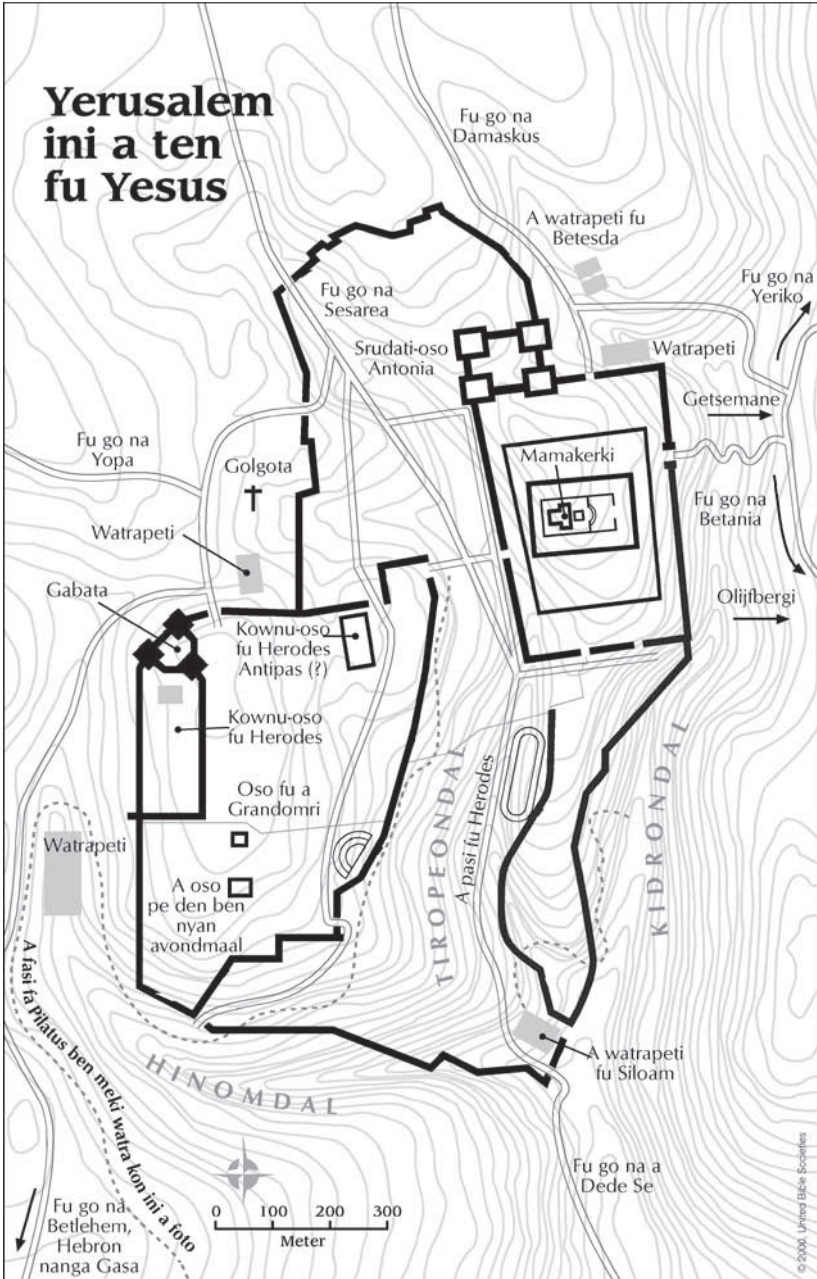 Yerusalem
ini a ten
fu Yesus
Fu go na
Damaskus
A watrapeti fu
Betesda
Fu go na
Yeriko
Fu go na
Sesarea
Srudati-oso
Antonia
Watrapeti
Getsemane
Fu go na
Yopa
Golgota
Mamakerki
Fu go na
Betania
Watrapeti
Gabata
Olijfbergi
Kownu-oso
fu Herodes
Antipas (?)
Kownu-oso
fu Herodes
Oso fu a
Grandomri
Watrapeti
A oso
pe den ben
nyan
avondmaal
TIROPEONDAL
A pasi fu Herodes
KIDRONDAL
A fasi fa Pilatus ben meki watra kon ini a foto
HINOMDAL
A watrapeti
fu Siloam
Fu go na a
Dede Se
Fu go na
Betlehem,
Hebron
nanga Gasa
0 100 200 300
Meter
© 2000, United Bible Societies